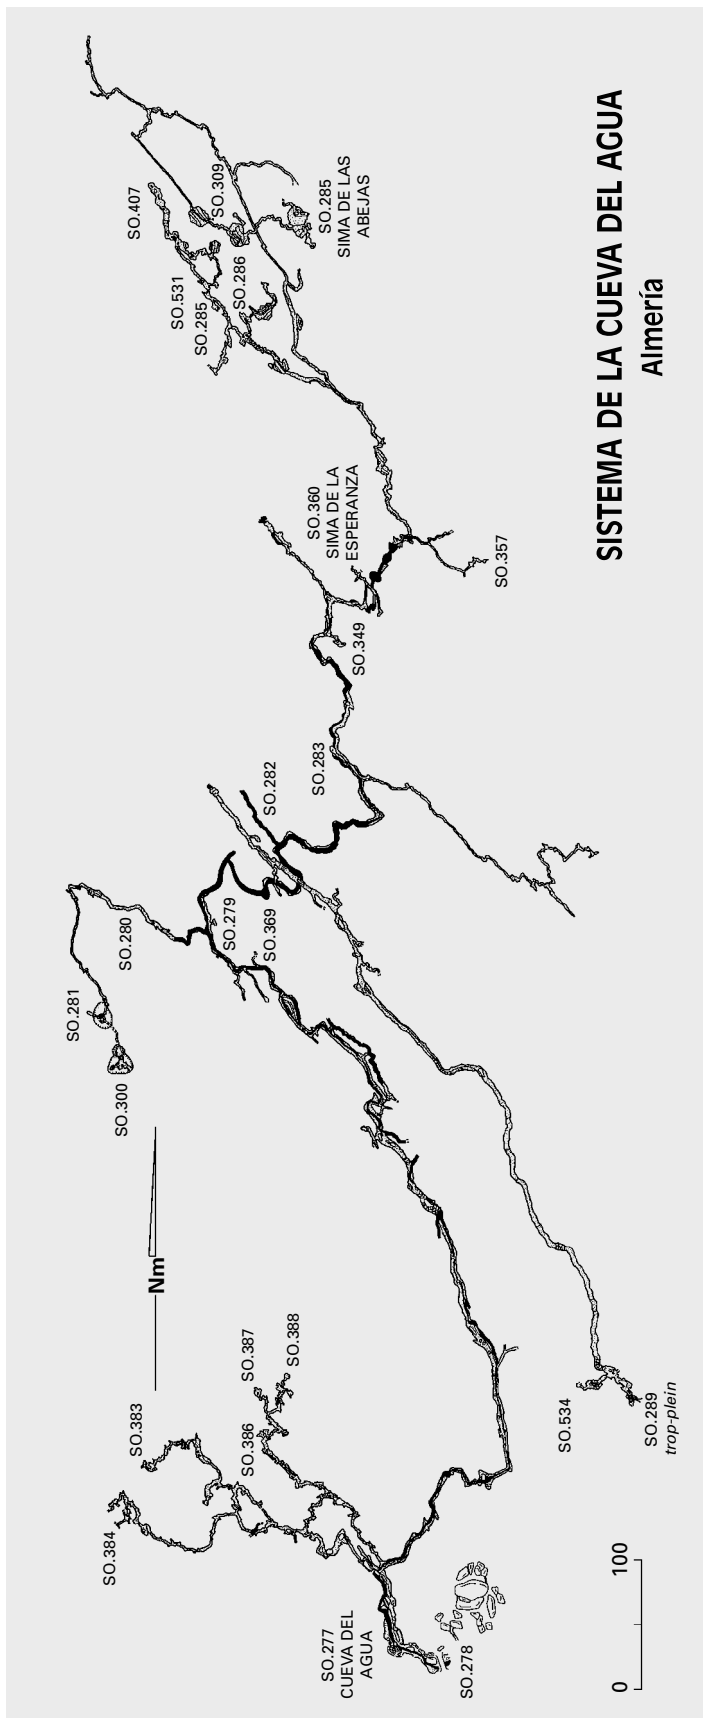 SISTEMA DE LA CUEVA DEL AGUA
Almería
SO.407
SO.309
SO.285
SIMA DE LAS
ABEJAS
SO.531
SO.285
SO.286
SO.360
SIMA DE LA
ESPERANZA
SO.357
SO.349
SO.283
SO.282
SO.279
SO.369
SO.280
SO.281
SO.300
Nm
SO.383
SO.384
SO.386
SO.387
SO.388
SO.534
SO.289
trop-plein
SO.277
CUEVA DEL
AGUA
SO.278
0
100